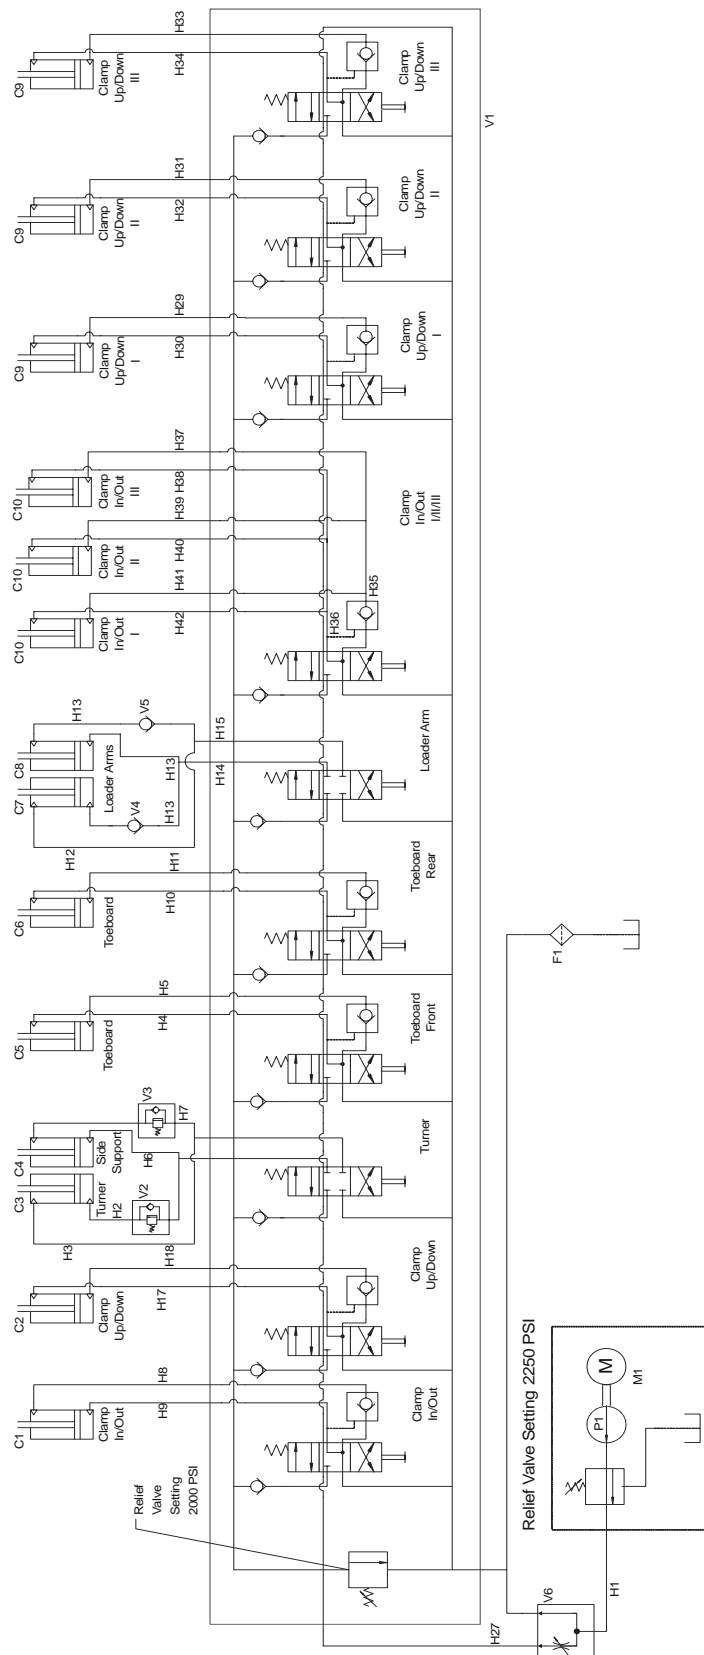 C1
Clamp
In/Out
C2
Clamp
Up/Down
C3
Turner
C4
Side
Support
C5
Toeboard
C6
Toeboard
C7
C8
Loader Arms
C10
Clamp
In/Out
I
C10
Clamp
In/Out
II
C10
Clamp
In/Out
III
C9
Clamp
Up/Down
I
C9
Clamp
Up/Down
II
C9
Clamp
Up/Down
III
H9
H8
H17
H3
H18
H2
V2
H6
V3
H7
H4
H5
H10
H11
H12
V4
H13
H13
H13
V5
H14
H15
H42
H41
H40
H39
H38
H37
H30
H29
H32
H31
H34
H33
Relief
Valve
Setting
2000 PSI
Clamp
In/Out
Clamp
Up/Down
Turner
Toeboard
Front
Toeboard
Rear
Loader Arm
H36
H35
Clamp
In/Out
I/II/III
Clamp
Up/Down
I
Clamp
Up/Down
II
Clamp
Up/Down
III
V1
H27
V6
H1
F1
Relief Valve Setting 2250 PSI
P1
M
M1